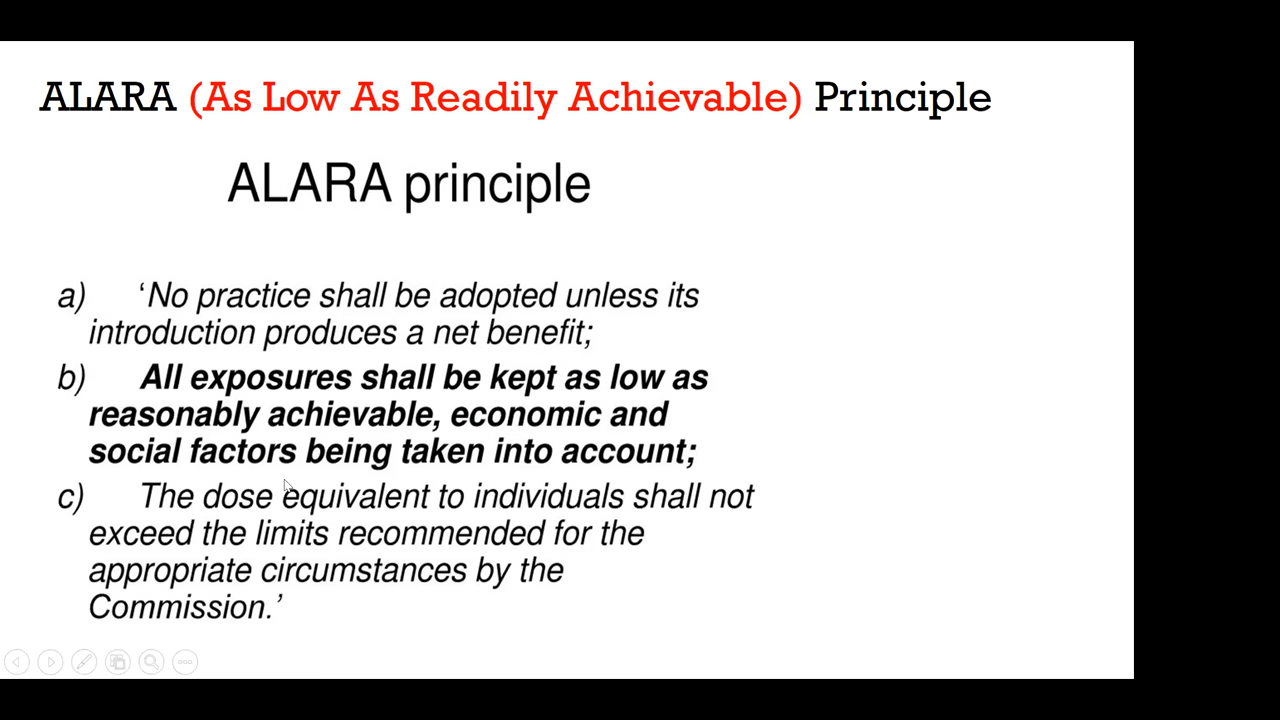 ALARA (As Low As Readily Achievable) Principle
ALARA principle
a) ‘No practice shall be adopted unless its
introduction produces a net benefit;
b) All exposures shall be kept as low as
reasonably achievable, economic and
social factors being taken into account;
c) The dose equivalent to individuals shall not
exceed the limits recommended for the
appropriate circumstances by the
Commission.’